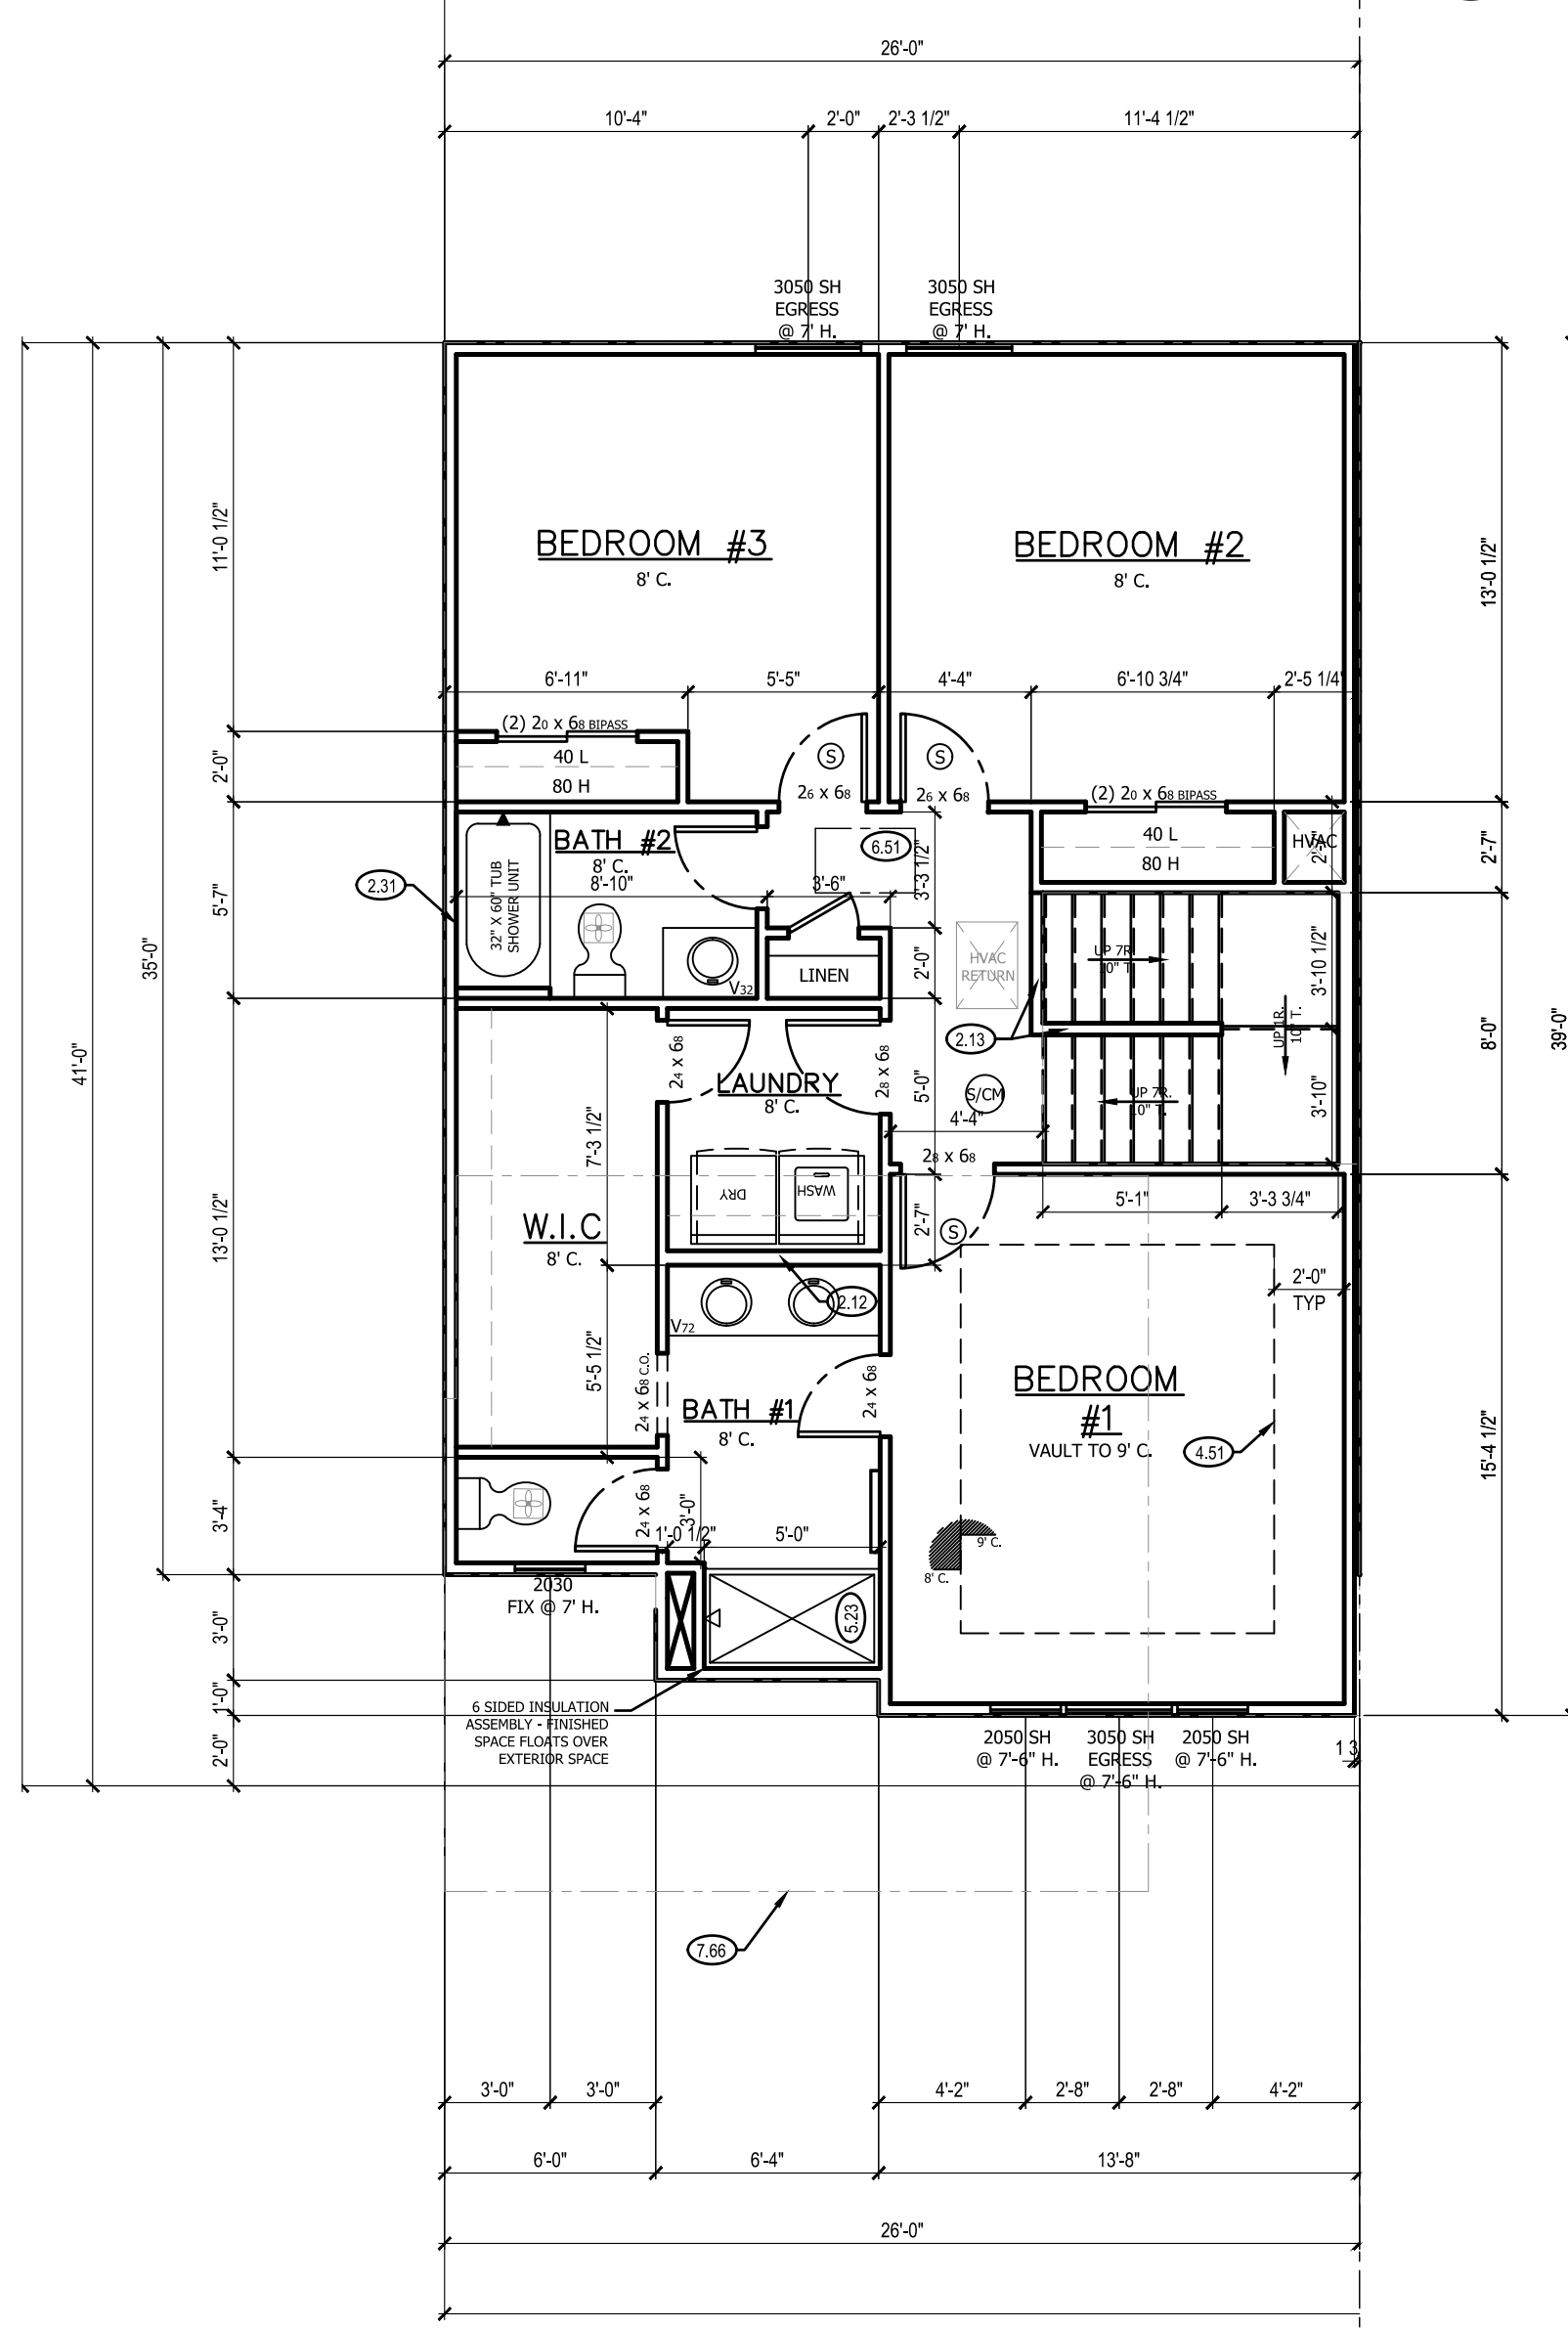 26'-0"
10'-4" 2'-0" 2'-3 1/2" 11'-4 1/2"
3050 SH
EGRESS
@ 7' H.
3050 SH
EGRESS
@ 7' H.
11'-0 1/2"
BEDROOM #3
8' C.
BEDROOM #2
8' C.
13'-0 1/2"
6'-11" 5'-5" 4'-4" 6'-10 3/4" 2'-5 1/4"
(2) 20 x 68 BIPASS
40 L
80 H
2'-0"
S
S
26 x 68
26 x 68
(2) 20 x 68 BIPASS
40 L
80 H
HVAC
2'-7"
2'-7"
BATH #2
8' C.
8'-10"
3'-6"
6.51
3'-3 1/2"
2.31
5'-7"
32" X 60" TUB
SHOWER UNIT
V32
LINEN
2'-0"
HVAC
RETURN
UP 7R.
10" T.
3'-10 1/2"
35'-0"
41'-0"
39'-0"
8'-0"
2.13
UP 1R.
10" T.
24 x 68
LAUNDRY
8' C.
28 x 68
5'-0"
S/CM
4'-4"
UP 7R.
10" T.
3'-10"
28 x 68
7'-3 1/2"
DRY
WASH
5'-1" 3'-3 3/4"
2'-7"
S
13'-0 1/2"
W.I.C
8' C.
2.12
V72
2'-0"
TYP
5'-5 1/2"
24 x 68 C.O.
BATH #1
8' C.
24 x 68
BEDROOM
#1
VAULT TO 9' C.
4.51
15'-4 1/2"
3'-4"
24 x 68
3'-0"
1'-0 1/2" 5'-0"
9' C.
8' C.
2030
FIX @ 7' H.
5.23
3'-0"
1'-0"
2'-0"
6 SIDED INSULATION
ASSEMBLY - FINISHED
SPACE FLOATS OVER
EXTERIOR SPACE
2050 SH
@ 7'-6" H.
3050 SH
EGRESS
@ 7'-6" H.
2050 SH
@ 7'-6" H.
1 3
7.66
3'-0" 3'-0" 4'-2" 2'-8" 2'-8" 4'-2"
6'-0" 6'-4" 13'-8"
26'-0"